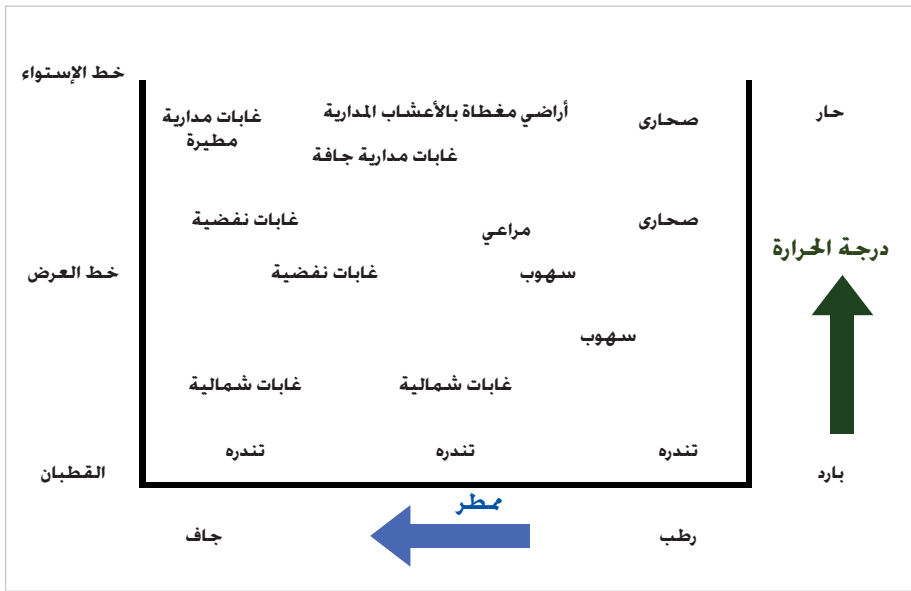 خط الإستواء
حار
صحارى
أراضي مغطاة بالأعشاب المدارية
غابات مدارية
مطيرة
غابات مدارية جافة
صحارى
مراعي
غابات نفضية
درجة الحرارة
سهوب
غابات نفضية
خط العرض
سهوب
غابات شمالية
غابات شمالية
بارد
تندره
تندره
تندره
القطبان
ممطر
رطب
جاف